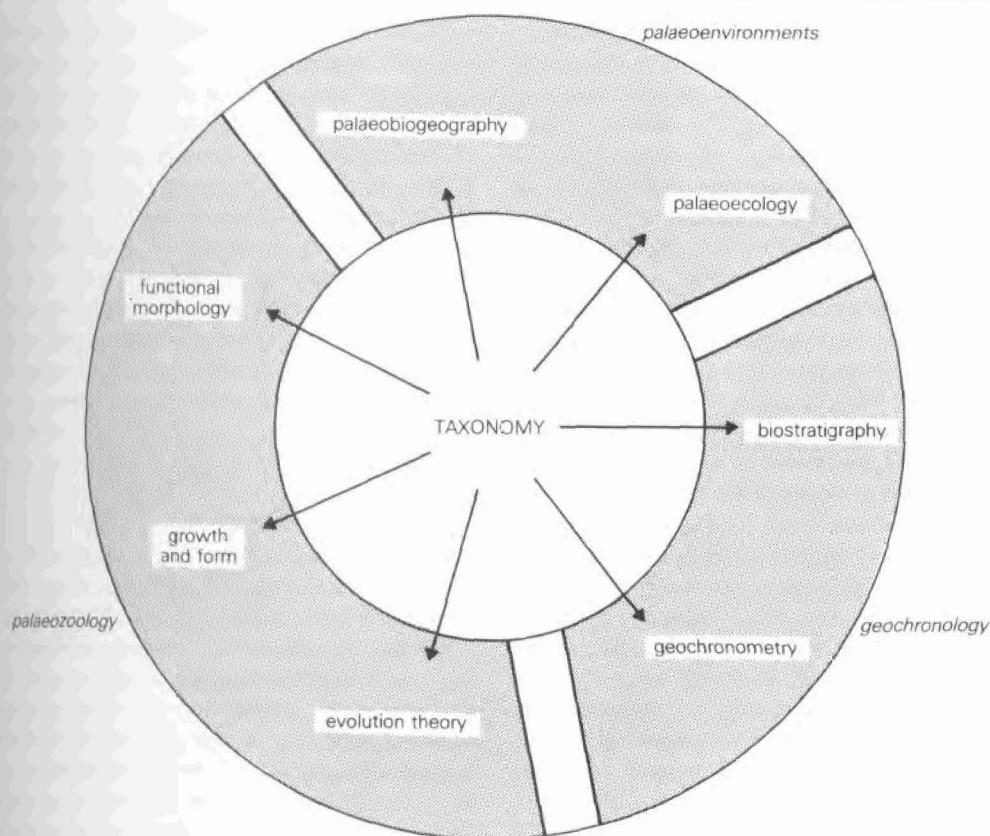 palaeoenvironments
palaeobiogeography
palaeoecology
functional
morphology
TAXONOMY
biostratigraphy
growth
and form
palaeozoology
geochronology
geochronometry
evolution theory